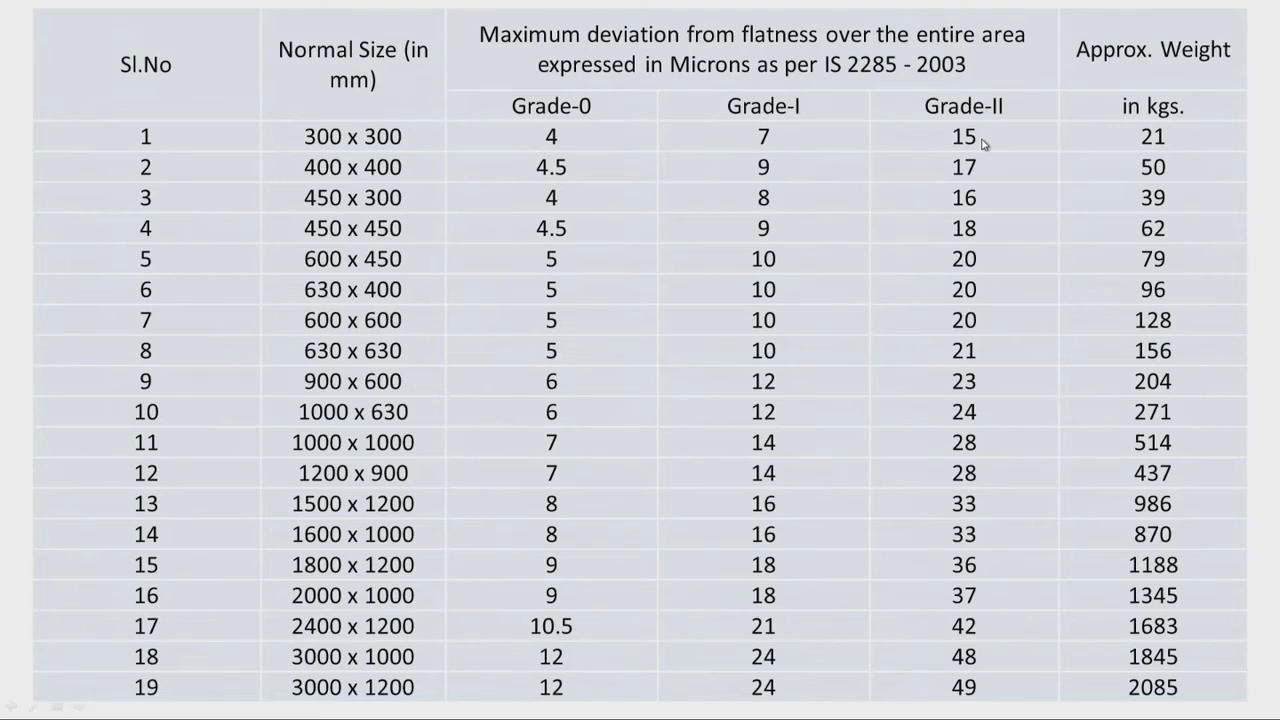 Sl.No Normal Size (in mm) Maximum deviation from flatness over the entire area expressed in Microns as per IS 2285 - 2003 Approx. Weight
Grade-0 Grade-I Grade-II in kgs.
1 300 x 300 4 7 15 21
2 400 x 400 4.5 9 17 50
3 450 x 300 4 8 16 39
4 450 x 450 4.5 9 18 62
5 600 x 450 5 10 20 79
6 630 x 400 5 10 20 96
7 600 x 600 5 10 20 128
8 630 x 630 5 10 21 156
9 900 x 600 6 12 23 204
10 1000 x 630 6 12 24 271
11 1000 x 1000 7 14 28 514
12 1200 x 900 7 14 28 437
13 1500 x 1200 8 16 33 986
14 1600 x 1000 8 16 33 870
15 1800 x 1200 9 18 36 1188
16 2000 x 1000 9 18 37 1345
17 2400 x 1200 10.5 21 42 1683
18 3000 x 1000 12 24 48 1845
19 3000 x 1200 12 24 49 2085